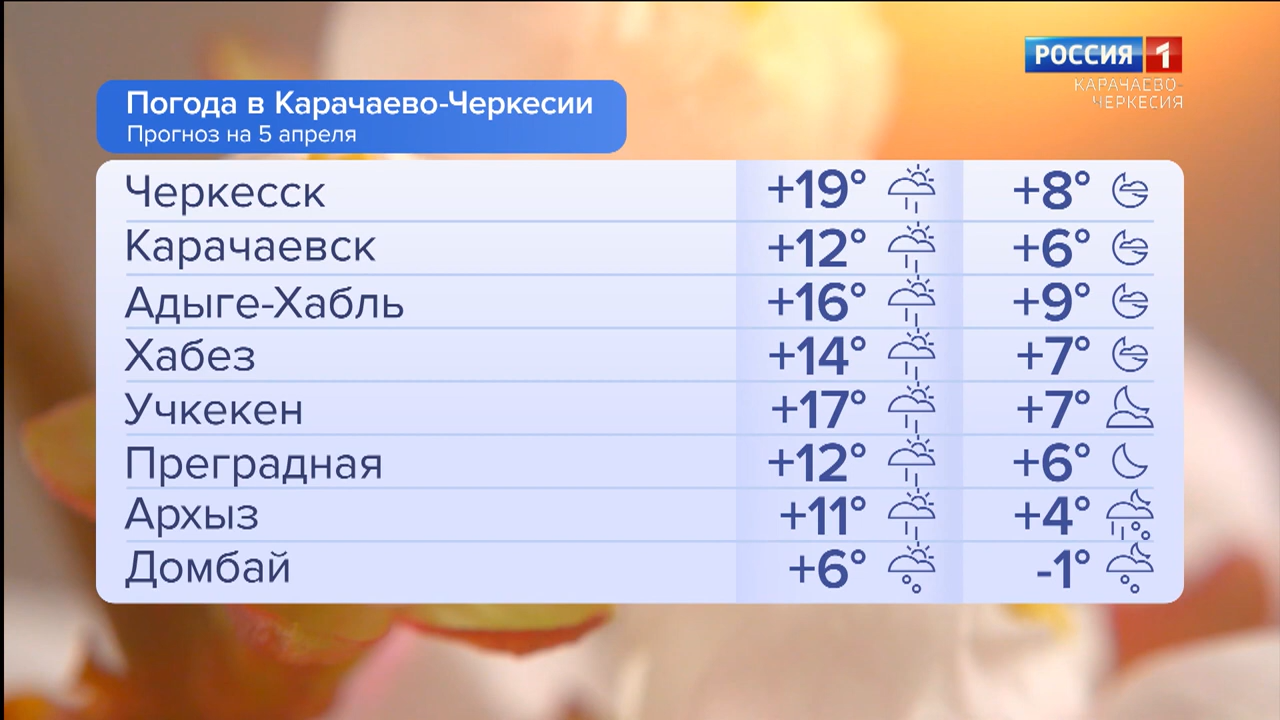 РОССИЯ 1
КАРАЧАЕВО-
ЧЕРКЕСИЯ
Погода в Карачаево-Черкесии
Прогноз на 5 апреля
Черкесск +19° +8°
Карачаевск +12° +6°
Адыге-Хабль +16° +9°
Хабез +14° +7°
Учкекен +17° +7°
Преградная +12° +6°
Архыз +11° +4°
Домбай +6° -1°